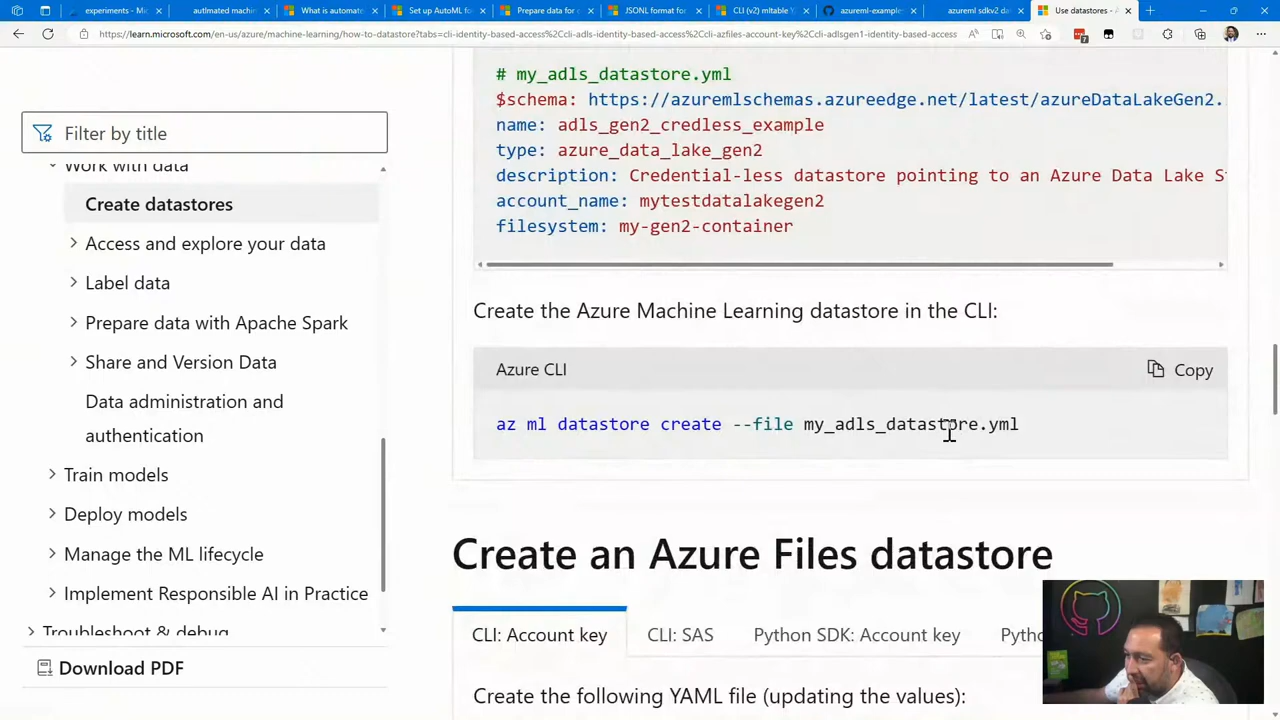 experiments - Mi
autlmated machin
What is automate
Set up AutoML fo
Prepare data for c
JSONL format for
CLI (v2) mltable Y
azureml-example
azureml sdkv2 da
Use datastores - A
https://learn.microsoft.com/en-us/azure/machine-learning/how-to-datastore?tabs=cli-identity-based-access%2Ccli-adls-identity-based-access%2Ccli-azfiles-account-key%2Ccli-adlsgen1-identity-based-access
Filter by title
Work with data
Create datastores
Access and explore your data
Label data
Prepare data with Apache Spark
Share and Version Data
Data administration and
authentication
Train models
Deploy models
Manage the ML lifecycle
Implement Responsible AI in Practice
Troubleshoot & debug
Download PDF
# my_adls_datastore.yml
$schema: https://azuremlschemas.azureedge.net/latest/azureDataLakeGen2.
name: adls_gen2_credless_example
type: azure_data_lake_gen2
description: Credential-less datastore pointing to an Azure Data Lake S
account_name: mytestdatalakegen2
filesystem: my-gen2-container
Create the Azure Machine Learning datastore in the CLI:
Azure CLI
Copy
az ml datastore create --file my_adls_datastore.yml
Create an Azure Files datastore
CLI: Account key
CLI: SAS
Python SDK: Account key
Pytho
Create the following YAML file (updating the values):